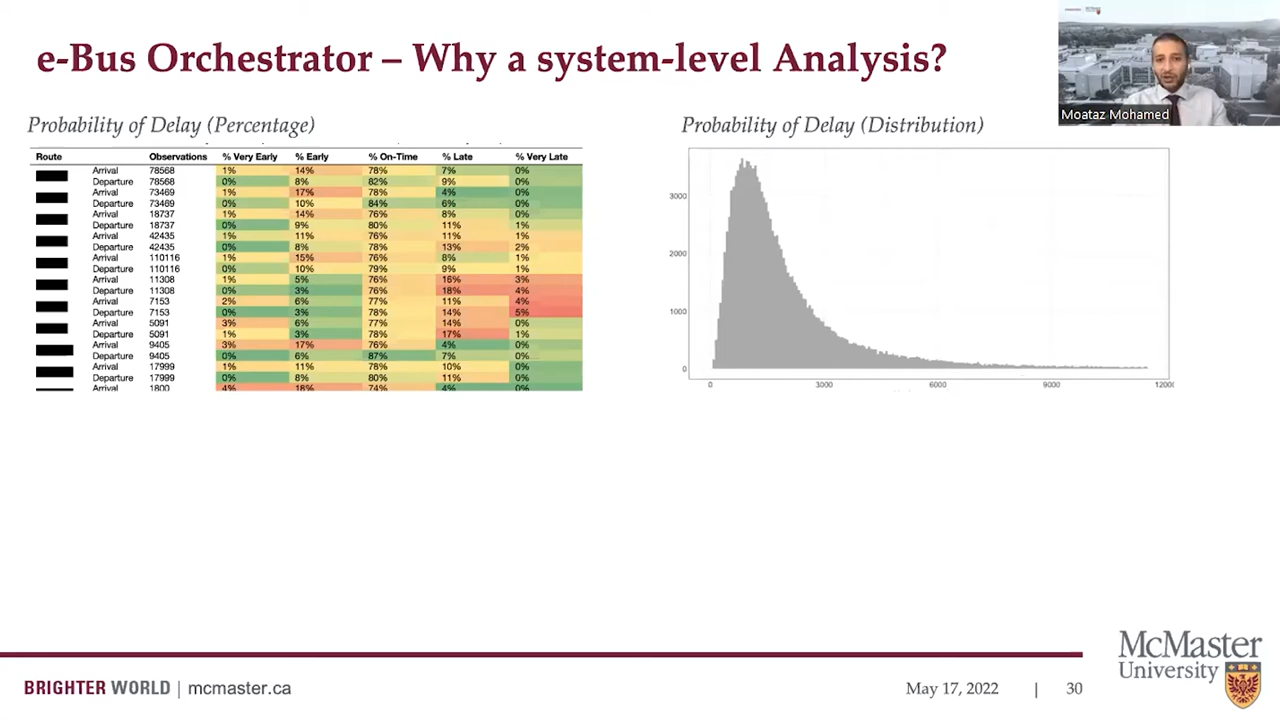 e-Bus Orchestrator – Why a system-level Analysis?
Moataz Mohamed
Probability of Delay (Percentage)
Route Observations % Very Early % Early % On-Time % Late % Very Late
Arrival 78568 1% 14% 78% 7% 0%
Departure 78568 0% 8% 82% 9% 0%
Arrival 73469 1% 17% 78% 4% 0%
Departure 73469 0% 10% 84% 6% 0%
Arrival 18737 1% 14% 76% 8% 0%
Departure 18737 0% 9% 80% 11% 1%
Arrival 42435 1% 11% 76% 11% 1%
Departure 42435 0% 8% 78% 13% 2%
Arrival 110116 1% 15% 76% 8% 1%
Departure 110116 0% 10% 79% 9% 1%
Arrival 11308 1% 5% 76% 16% 3%
Departure 11308 0% 3% 76% 18% 4%
Arrival 7153 2% 6% 77% 11% 4%
Departure 7153 0% 3% 78% 14% 5%
Arrival 5091 3% 6% 77% 14% 0%
Departure 5091 1% 3% 78% 17% 1%
Arrival 9405 3% 17% 76% 4% 0%
Departure 9405 0% 6% 87% 7% 0%
Arrival 17999 1% 11% 78% 10% 0%
Departure 17999 0% 8% 80% 11% 0%
Arrival 1800 4% 18% 74% 4% 0%
Probability of Delay (Distribution)
3000
2000
1000
0
0 3000 6000 9000 12000
BRIGHTER WORLD | mcmaster.ca
May 17, 2022 | 30
McMaster
University